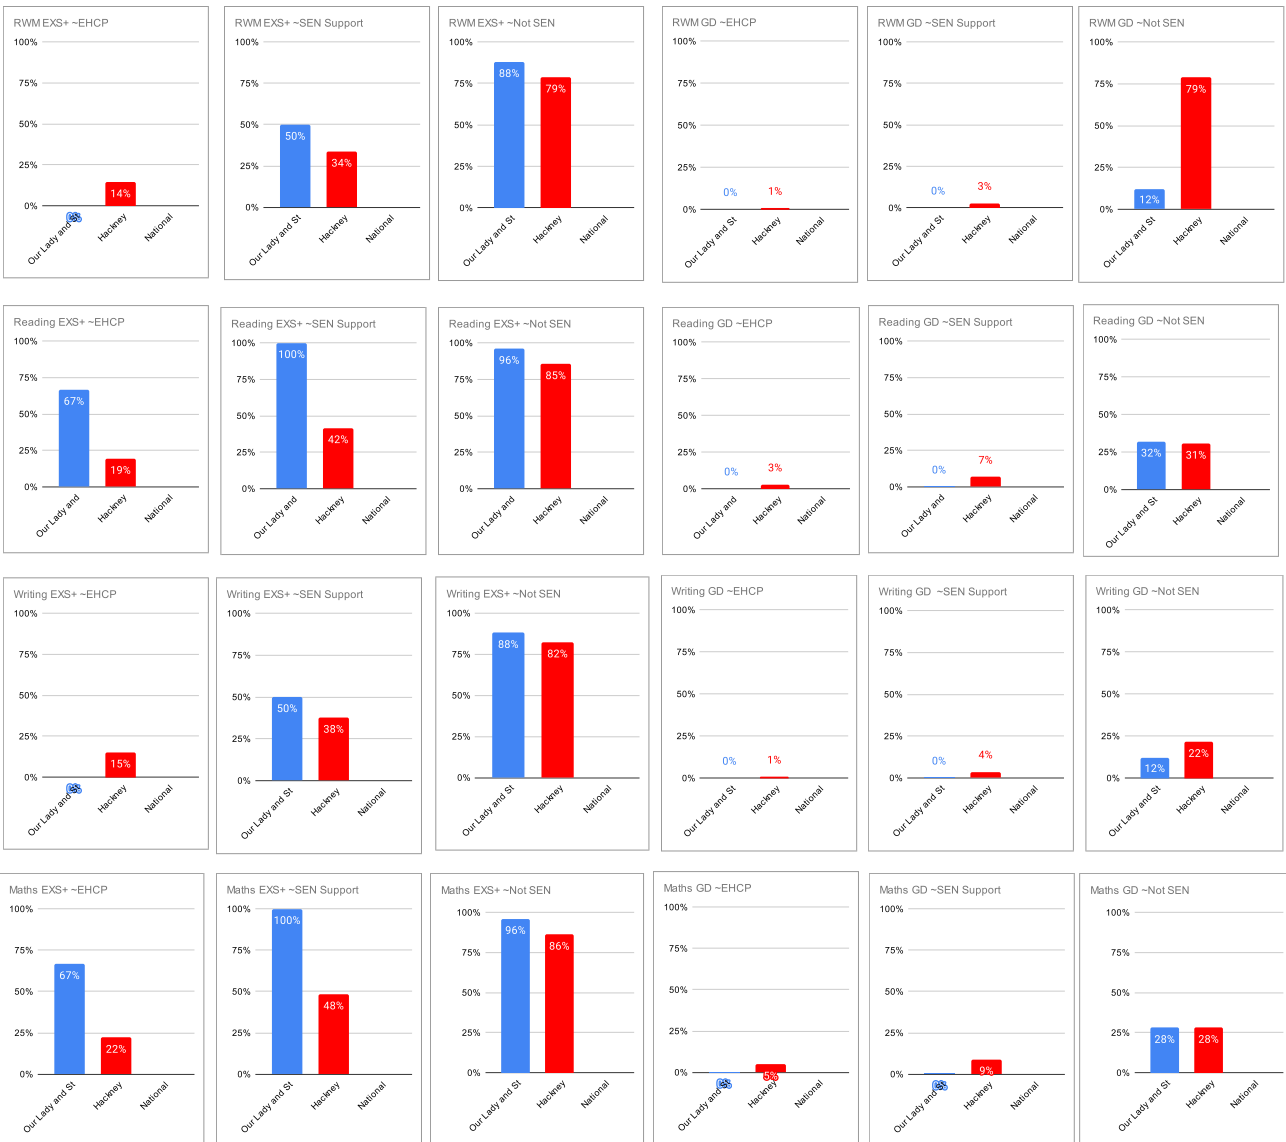 RWM EXS+ ~EHCP
100%
75%
50%
25%
14%
0%
Our Lady and St
Hackney
National
RWM EXS+ ~SEN Support
100%
75%
50%
50%
34%
25%
0%
Our Lady and St
Hackney
National
RWM EXS+ ~Not SEN
100%
88%
79%
75%
50%
25%
0%
Our Lady and St
Hackney
National
RWM GD ~EHCP
100%
75%
50%
25%
0%
1%
0%
Our Lady and St
Hackney
National
RWM GD ~SEN Support
100%
75%
50%
25%
0%
3%
0%
Our Lady and St
Hackney
National
RWM GD ~Not SEN
100%
79%
75%
50%
25%
12%
0%
Our Lady and St
Hackney
National
Reading EXS+ ~EHCP
100%
75%
67%
50%
25%
19%
0%
Our Lady and
Hackney
National
Reading EXS+ ~SEN Support
100%
100%
75%
50%
42%
25%
0%
Our Lady and
Hackney
National
Reading EXS+ ~Not SEN
100%
96%
85%
75%
50%
25%
0%
Our Lady and
Hackney
National
Reading GD ~EHCP
100%
75%
50%
25%
0%
3%
0%
Our Lady and
Hackney
National
Reading GD ~SEN Support
100%
75%
50%
25%
0%
7%
0%
Our Lady and
Hackney
National
Reading GD ~Not SEN
100%
75%
50%
32%
31%
25%
0%
Our Lady and St
Hackney
National
Writing EXS+ ~EHCP
100%
75%
50%
25%
15%
0%
Our Lady and St
Hackney
National
Writing EXS+ ~SEN Support
100%
75%
50%
50%
38%
25%
0%
Our Lady and St
Hackney
National
Writing EXS+ ~Not SEN
100%
88%
82%
75%
50%
25%
0%
Our Lady and St
Hackney
National
Writing GD ~EHCP
100%
75%
50%
25%
0%
1%
0%
Our Lady and St
Hackney
National
Writing GD ~SEN Support
100%
75%
50%
25%
0%
4%
0%
Our Lady and St
Hackney
National
Writing GD ~Not SEN
100%
75%
50%
25%
12%
22%
0%
Our Lady and St
Hackney
National
Maths EXS+ ~EHCP
100%
75%
67%
50%
25%
22%
0%
Our Lady and St
Hackney
National
Maths EXS+ ~SEN Support
100%
100%
75%
50%
48%
25%
0%
Our Lady and St
Hackney
National
Maths EXS+ ~Not SEN
100%
96%
86%
75%
50%
25%
0%
Our Lady and St
Hackney
National
Maths GD ~EHCP
100%
75%
50%
25%
0%
5%
Our Lady and St
Hackney
National
Maths GD ~SEN Support
100%
75%
50%
25%
9%
0%
Our Lady and St
Hackney
National
Maths GD ~Not SEN
100%
75%
50%
25%
28%
28%
0%
Our Lady and St
Hackney
National